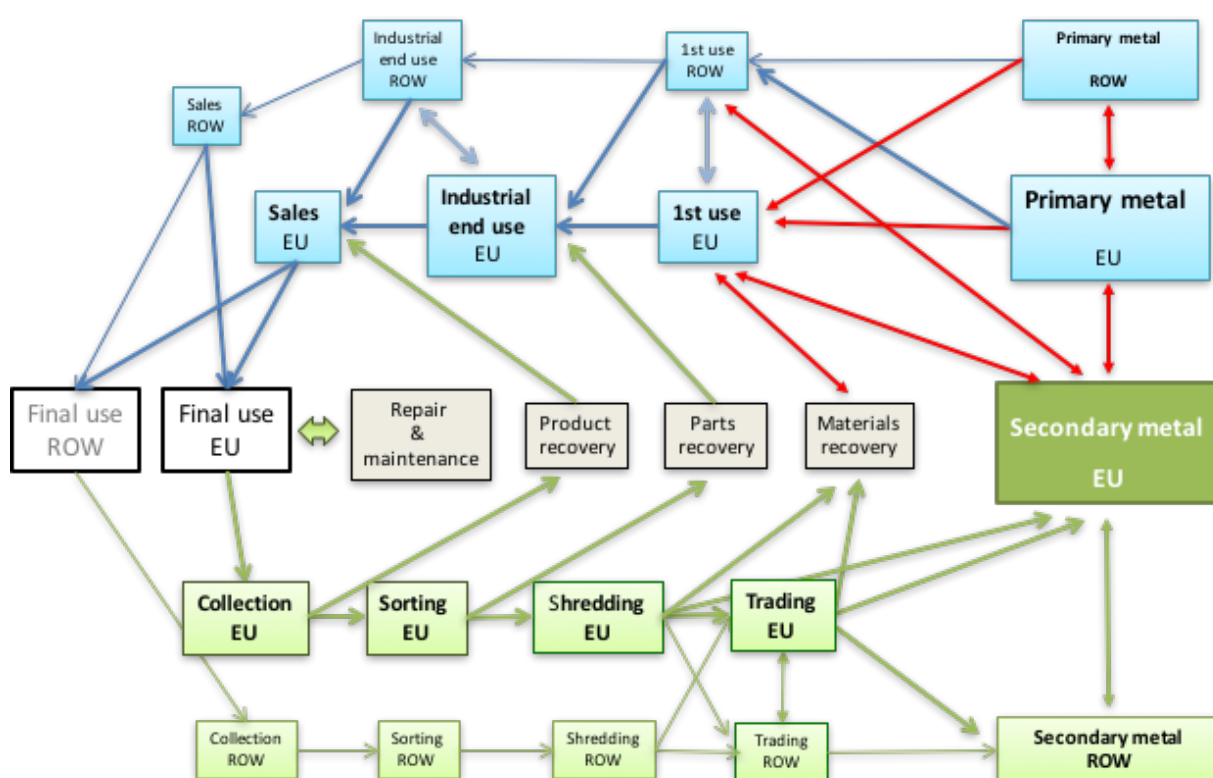 Industrial
end use
ROW
1st use
ROW
Primary metal
ROW
Sales
ROW
Sales
EU
Industrial
end use
EU
1st use
EU
Primary metal
EU
Final use
ROW
Final use
EU
Repair
&
maintenance
Product
recovery
Parts
recovery
Materials
recovery
Secondary metal
EU
Collection
EU
Sorting
EU
Shredding
EU
Trading
EU
Collection
ROW
Sorting
ROW
Shredding
ROW
Trading
ROW
Secondary metal
ROW